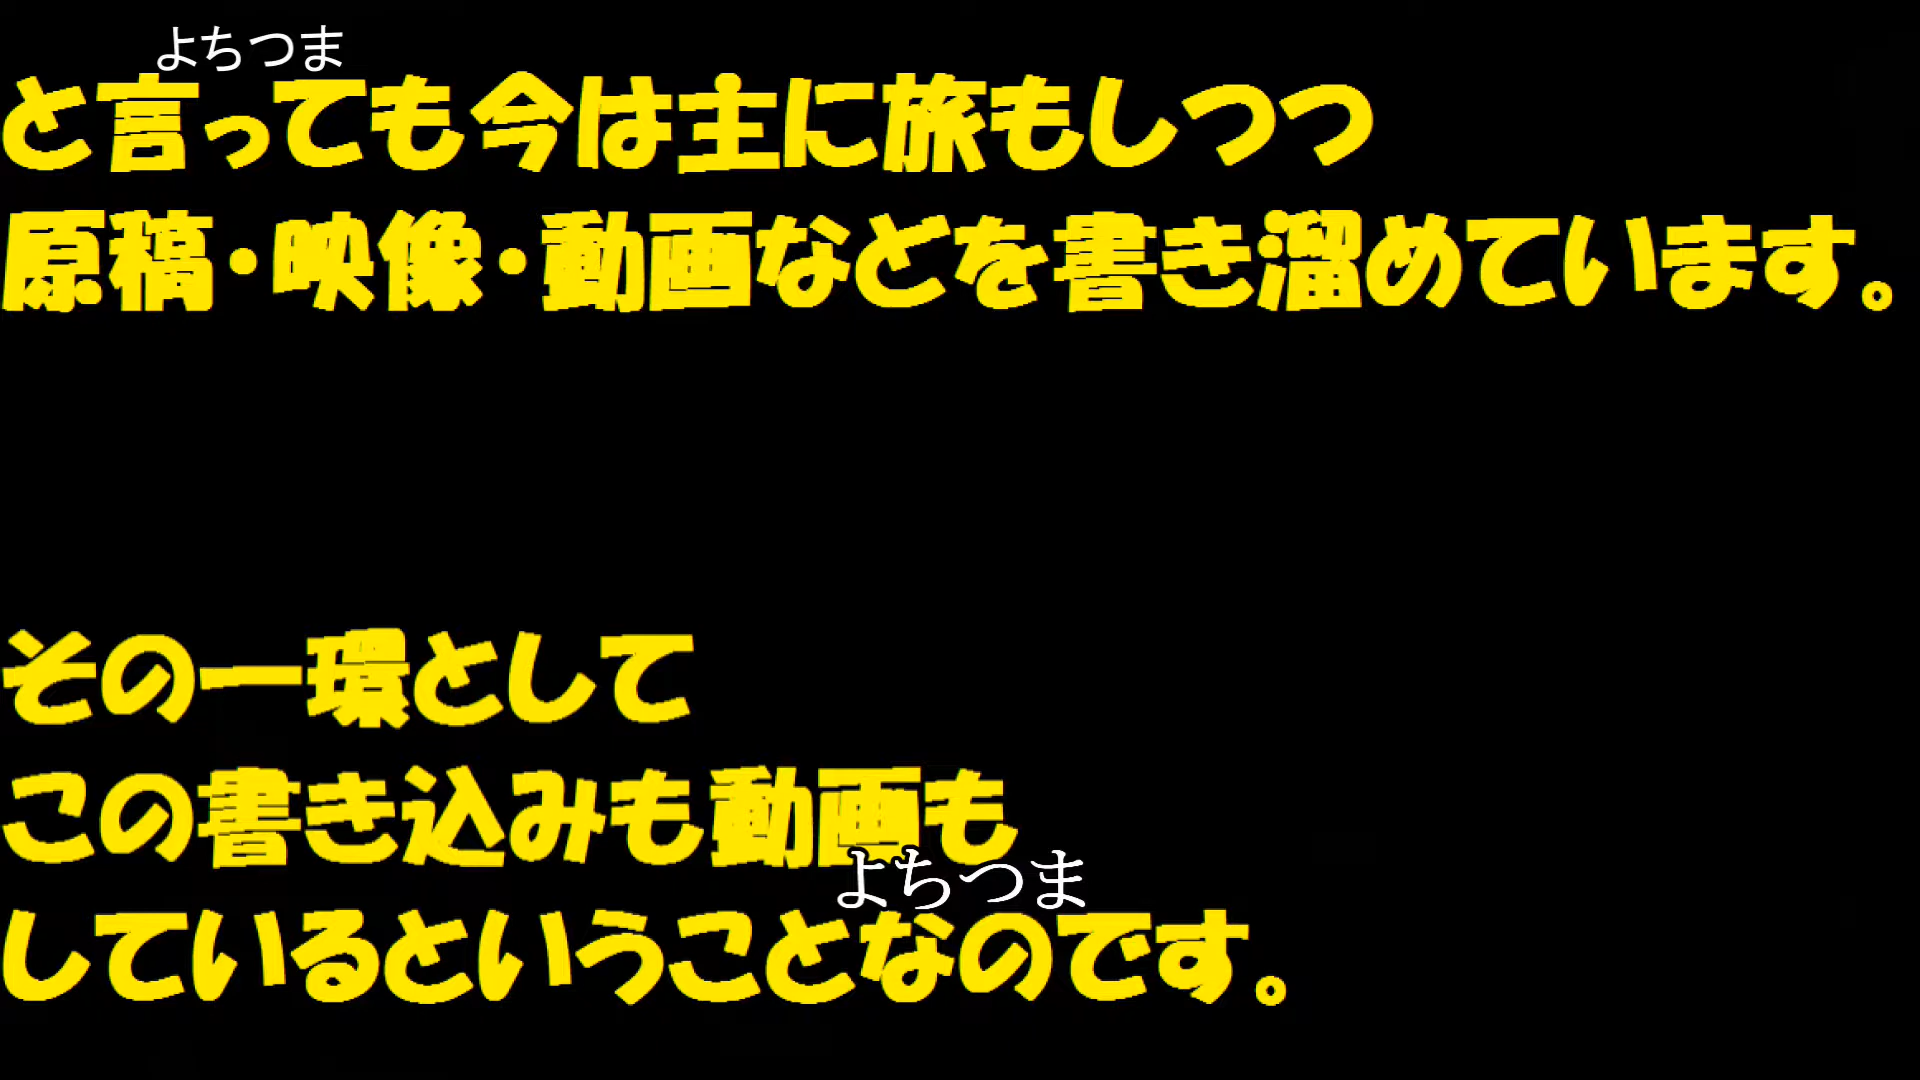 よちつま
と言っても今は主に旅もしつつ
原稿・映像・動画などを書き溜めています。
その一環として
この書き込みも動画も
よちつま
しているということなのです。